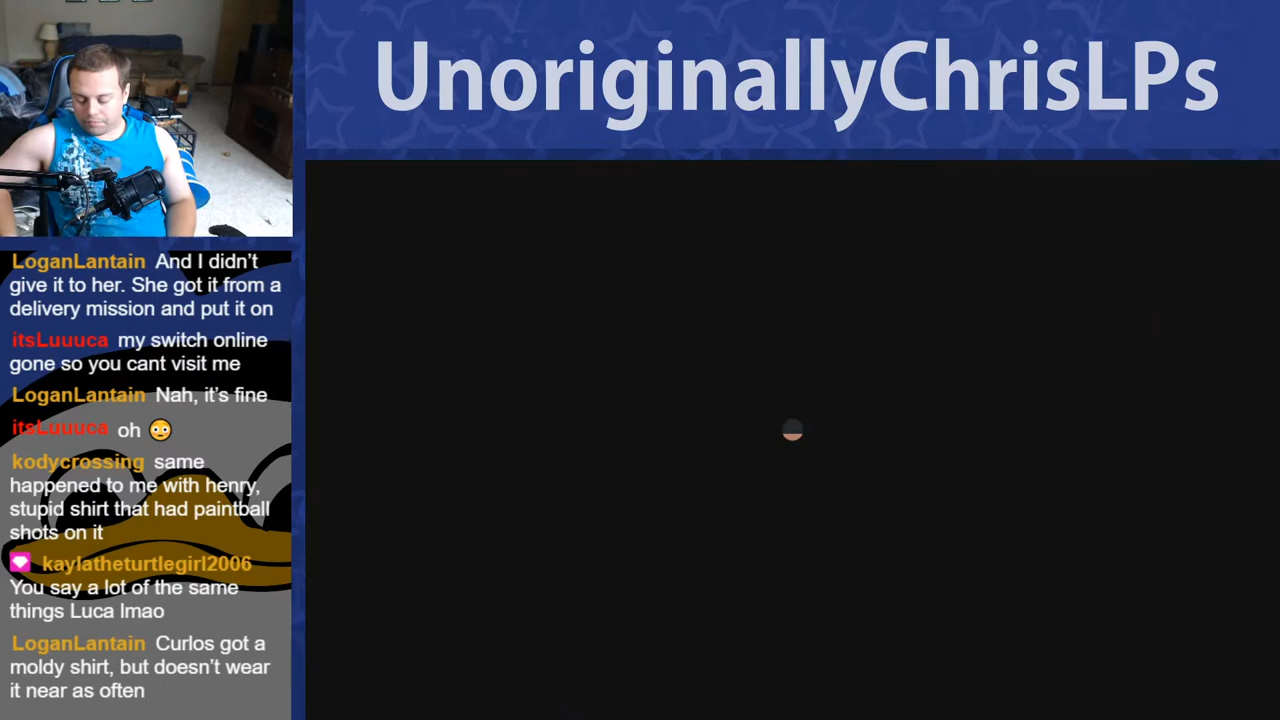 UnoriginallyChrisLPs
LoganLantain And I didn’t
give it to her. She got it from a
delivery mission and put it on
itsLuuuca my switch online
gone so you cant visit me
LoganLantain Nah, it’s fine
itsLuuuca oh 😳
kodycrossing same
happened to me with henry,
stupid shirt that had paintball
shots on it
kaylatheturtlegirl2006
You say a lot of the same
things Luca lmao
LoganLantain Curlos got a
moldy shirt, but doesn’t wear
it near as often